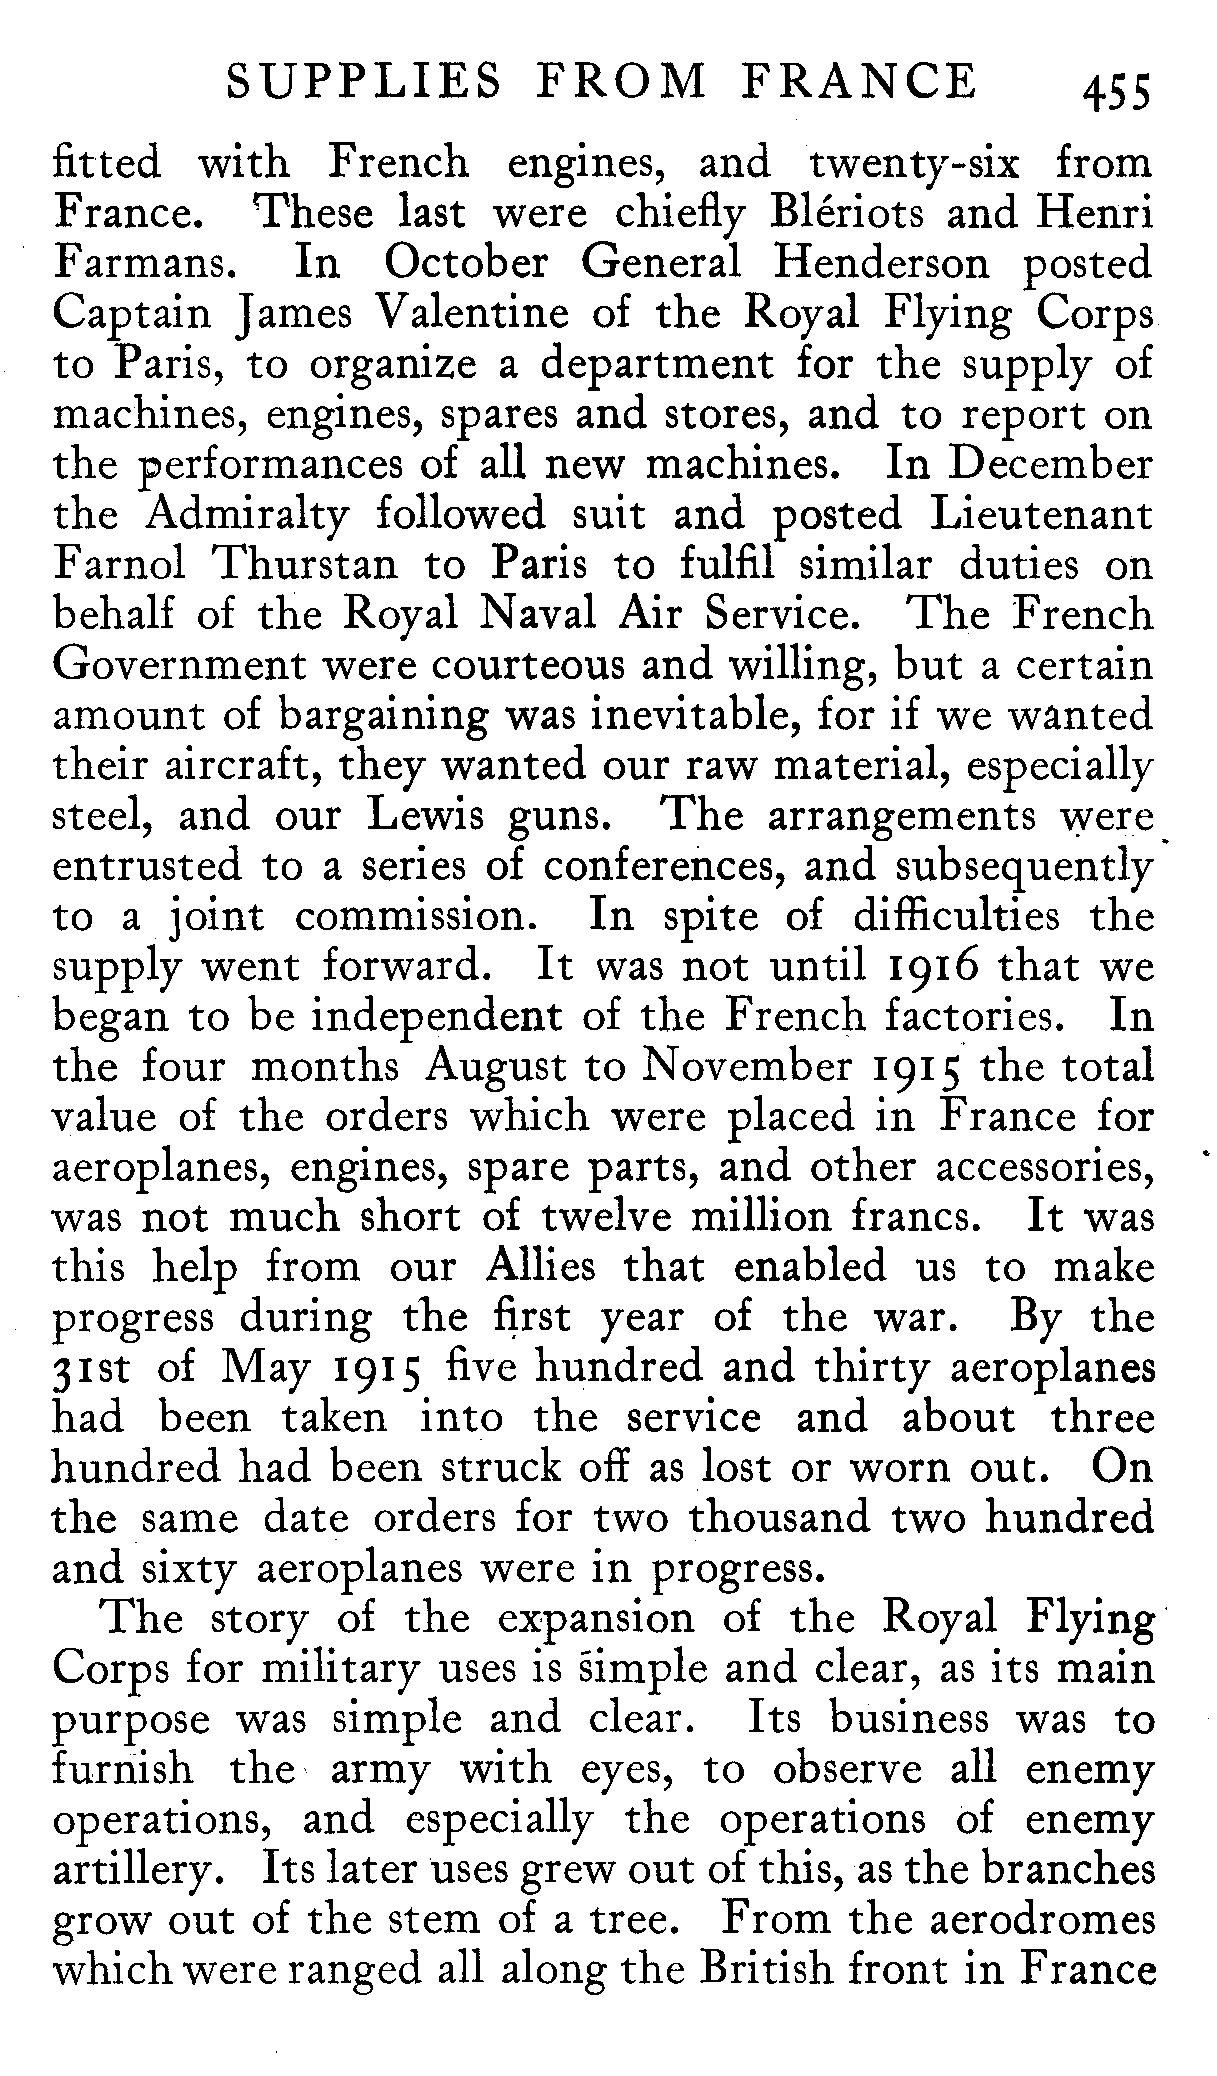 SUPPLIES FROM FRANCE 455
fitted with French engines, and twenty-six from
France. These last were chiefly Blériots and Henri
Farmans. In October General Henderson posted
Captain James Valentine of the Royal Flying Corps
to Paris, to organize a department for the supply of
machines, engines, spares and stores, and to report on
the performances of all new machines. In December
the Admiralty followed suit and posted Lieutenant
Farnol Thurstan to Paris to fulfil similar duties on
behalf of the Royal Naval Air Service. The French
Government were courteous and willing, but a certain
amount of bargaining was inevitable, for if we wanted
their aircraft, they wanted our raw material, especially
steel, and our Lewis guns. The arrangements were
entrusted to a series of conferences, and subsequently
to a joint commission. In spite of difficulties the
supply went forward. It was not until 1916 that we
began to be independent of the French factories. In
the four months August to November 1915 the total
value of the orders which were placed in France for
aeroplanes, engines, spare parts, and other accessories,
was not much short of twelve million francs. It was
this help from our Allies that enabled us to make
progress during the first year of the war. By the
31st of May 1915 five hundred and thirty aeroplanes
had been taken into the service and about three
hundred had been struck off as lost or worn out. On
the same date orders for two thousand two hundred
and sixty aeroplanes were in progress.
The story of the expansion of the Royal Flying
Corps for military uses is simple and clear, as its main
purpose was simple and clear. Its business was to
furnish the army with eyes, to observe all enemy
operations, and especially the operations of enemy
artillery. Its later uses grew out of this, as the branches
grow out of the stem of a tree. From the aerodromes
which were ranged all along the British front in France